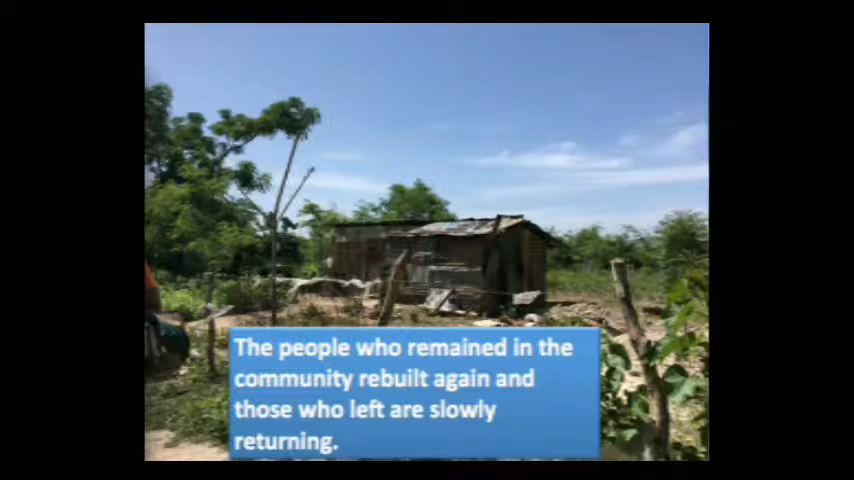 The people who remained in the
community rebuilt again and
those who left are slowly
returning.